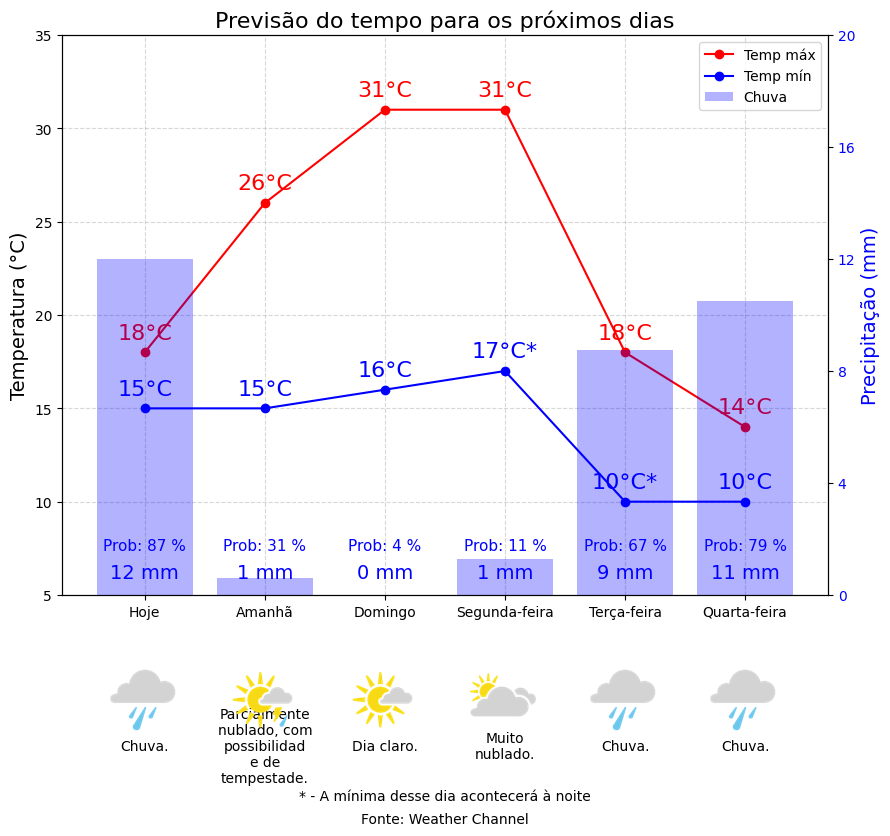 Previsão do tempo para os próximos dias
35
30
25
20
15
10
5
Temperatura (°C)
20
16
12
8
4
0
Precipitação (mm)
Temp máx
Temp mín
Chuva
18°C
26°C
31°C
31°C
18°C
14°C
15°C
15°C
16°C
17°C*
10°C*
10°C
Prob: 87 %
Prob: 31 %
Prob: 4 %
Prob: 11 %
Prob: 67 %
Prob: 79 %
12 mm
1 mm
0 mm
1 mm
9 mm
11 mm
Hoje
Amanhã
Domingo
Segunda-feira
Terça-feira
Quarta-feira
Chuva.
Parcialmente
nublado, com
possibilidad
e de
tempestade.
Dia claro.
Muito
nublado.
Chuva.
Chuva.
* - A mínima desse dia acontecerá à noite
Fonte: Weather Channel